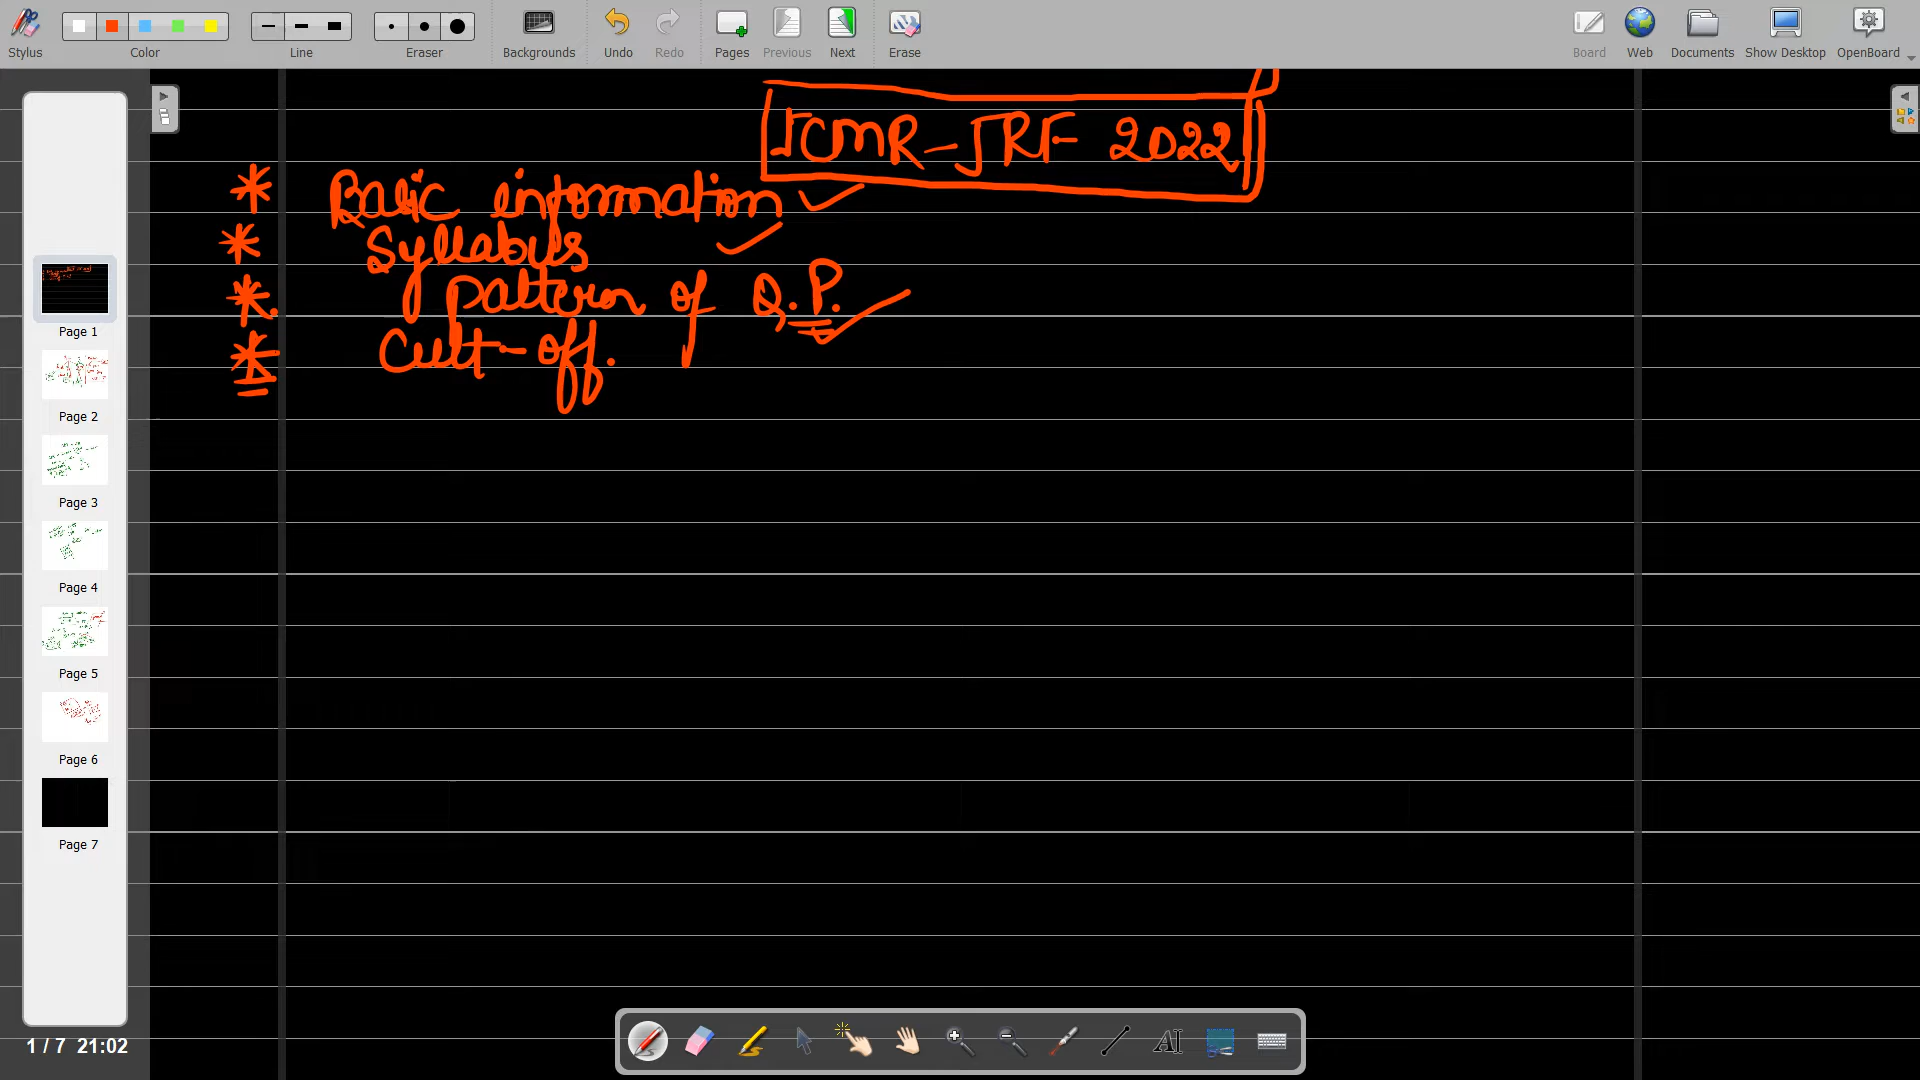 Stylus Color Line Eraser Backgrounds Undo Redo Pages Previous Next Erase Board Web Documents Show Desktop OpenBoard
ICMR-JRF 2022
* Basic information
* Syllabus
* pattern of Q.P.
* Cut-off.
Page 1
Page 2
Page 3
Page 4
Page 5
Page 6
Page 7
1 / 7 21:02
AI